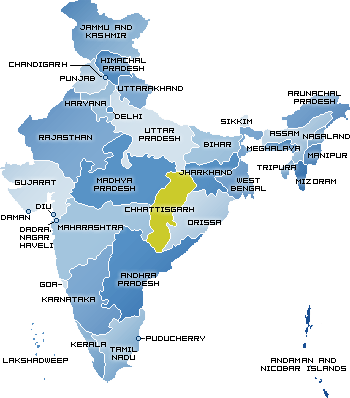 JAMMU AND
KASHMIR
CHANDIGARH
HIMACHAL
PRADESH
PUNJAB
UTTARAKHAND
HARYANA
DELHI
ARUNACHAL
PRADESH
RAJASTHAN
UTTAR
PRADESH
SIKKIM
ASSAM
NAGALAND
BIHAR
MEGHALAYA
MANIPUR
GUJARAT
MADHYA
PRADESH
JHARKHAND
WEST
BENGAL
TRIPURA
MIZORAM
DIU
DAMAN
CHHATTISGARH
ORISSA
DADRA
NAGAR
HAVELI
MAHARASHTRA
ANDHRA
PRADESH
GOA
KARNATAKA
PUDUCHERRY
KERALA
TAMIL
NADU
LAKSHADWEEP
ANDAMAN AND
NICOBAR ISLANDS